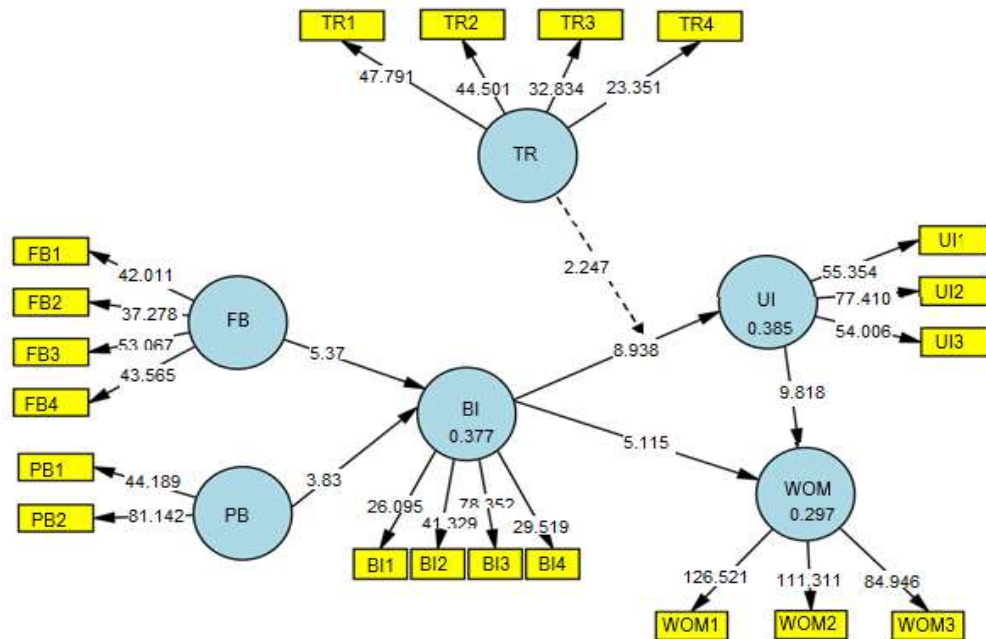 TR1 TR2 TR3 TR4
47.791 44.501 32.834 23.351
TR
2.247
FB1
FB2
FB3
FB4
42.011
37.278
53.067
43.565
FB
5.37
PB1
PB2
44.189
81.142
PB
3.83
BI
0.377
26.095 41.329 78.352 29.519
BI1 BI2 BI3 BI4
8.938
5.115
UI
0.385
55.354
77.410
54.006
UI1
UI2
UI3
9.818
WOM
0.297
126.521 111.311 84.946
WOM1 WOM2 WOM3